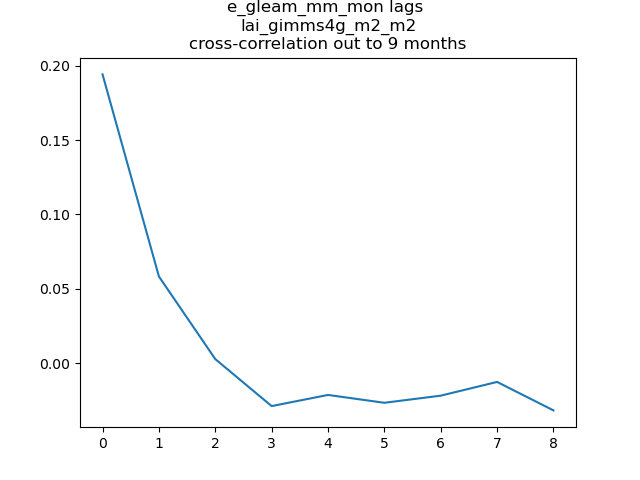 e_gleam_mm_mon lags
lai_gimms4g_m2_m2
cross-correlation out to 9 months
0.20
0.15
0.10
0.05
0.00
0 1 2 3 4 5 6 7 8